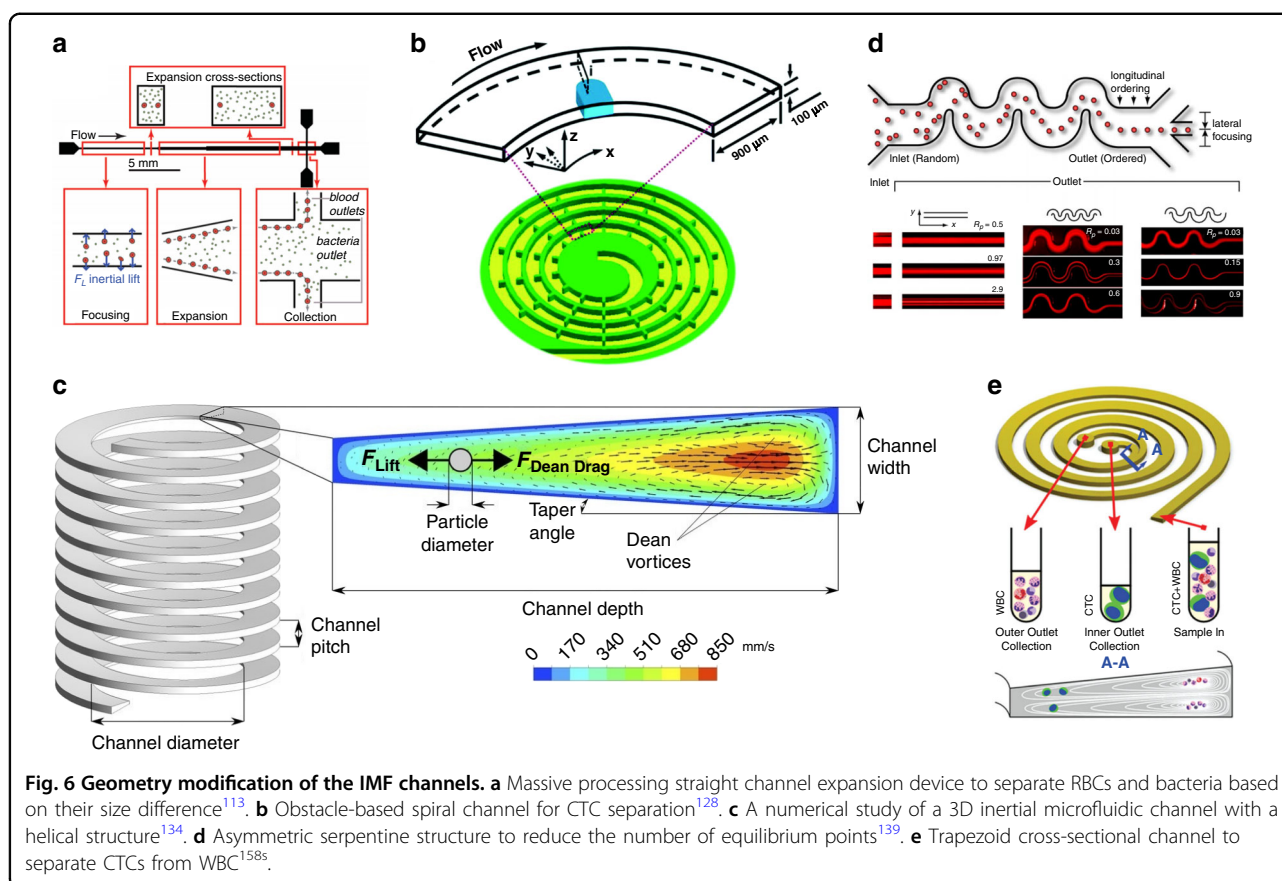 a
Expansion cross-sections
Flow
5 mm
blood
outlets
bacteria
outlet
F_L inertial lift
Focusing
Expansion
Collection
b
Flow
i
z
y
x
900 µm
100 µm
d
longitudinal
ordering
lateral
focusing
Inlet (Random)
Outlet (Ordered)
Inlet
Outlet
y
x
R_p = 0.5
0.97
2.9
R_p = 0.03
0.3
0.6
R_p = 0.03
0.15
0.9
c
F_Lift
F_Dean Drag
Particle
diameter
Taper
angle
Dean
vortices
Channel
width
Channel depth
Channel
pitch
Channel diameter
0 170 340 510 680 850 mm/s
e
A
A
WBC
CTC
CTC+WBC
Outer Outlet
Collection
Inner Outlet
Collection
Sample In
A-A
Fig. 6 Geometry modification of the IMF channels. a Massive processing straight channel expansion device to separate RBCs and bacteria based
on their size difference113. b Obstacle-based spiral channel for CTC separation128. c A numerical study of a 3D inertial microfluidic channel with a
helical structure134. d Asymmetric serpentine structure to reduce the number of equilibrium points139. e Trapezoid cross-sectional channel to
separate CTCs from WBC158s.